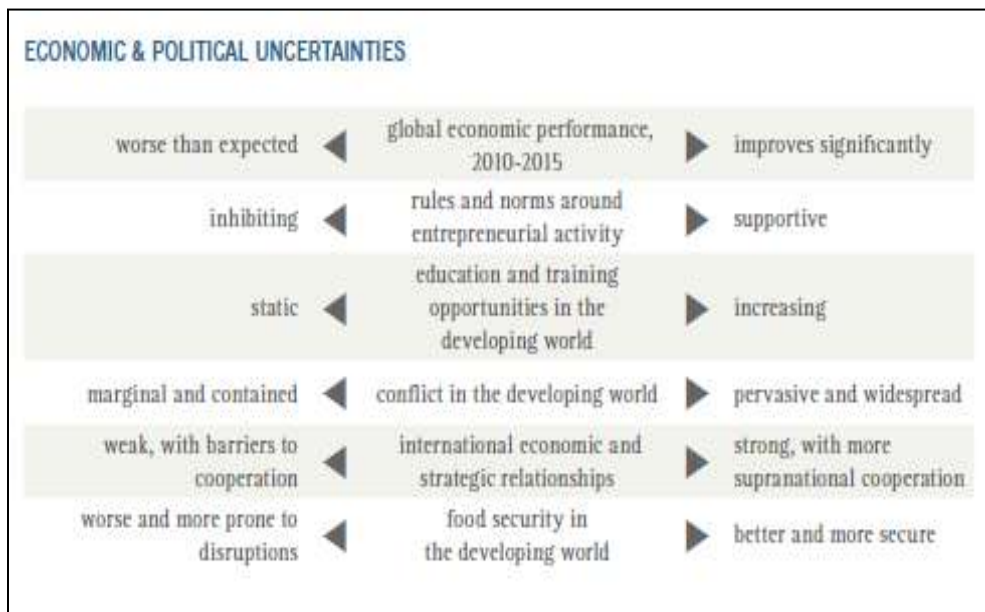 ECONOMIC & POLITICAL UNCERTAINTIES
worse than expected ◀ global economic performance, ▶ improves significantly
2010-2015
inhibiting ◀ rules and norms around ▶ supportive
entrepreneurial activity
static ◀ education and training ▶ increasing
opportunities in the
developing world
marginal and contained ◀ conflict in the developing world ▶ pervasive and widespread
weak, with barriers to ◀ international economic and ▶ strong, with more
cooperation strategic relationships supranational cooperation
worse and more prone to ◀ food security in ▶ better and more secure
disruptions the developing world